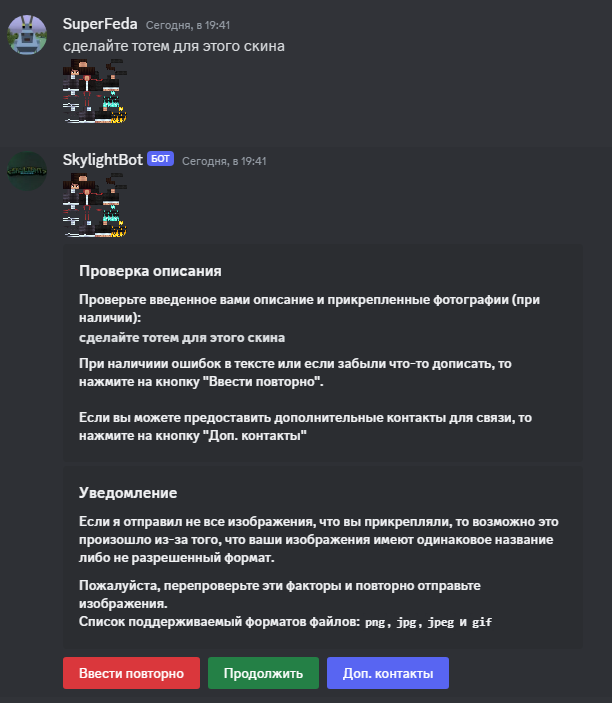 SuperFeda Сегодня, в 19:41
сделайте тотем для этого скина
SkylightBot БОТ Сегодня, в 19:41
Проверка описания
Проверьте введенное вами описание и прикрепленные фотографии (при
наличии):
сделайте тотем для этого скина
При наличиии ошибок в тексте или если забыли что-то дописать, то
нажмите на кнопку "Ввести повторно".
Если вы можете предоставить дополнительные контакты для связи, то
нажмите на кнопку "Доп. контакты"
Уведомление
Если я отправил не все изображения, что вы прикрепляли, то возможно это
произошло из-за того, что ваши изображения имеют одинаковое название
либо не разрешенный формат.
Пожалуйста, перепроверьте эти факторы и повторно отправьте
изображения.
Список поддерживаемый форматов файлов: png, jpg, jpeg и gif
Ввести повторно Продолжить Доп. контакты